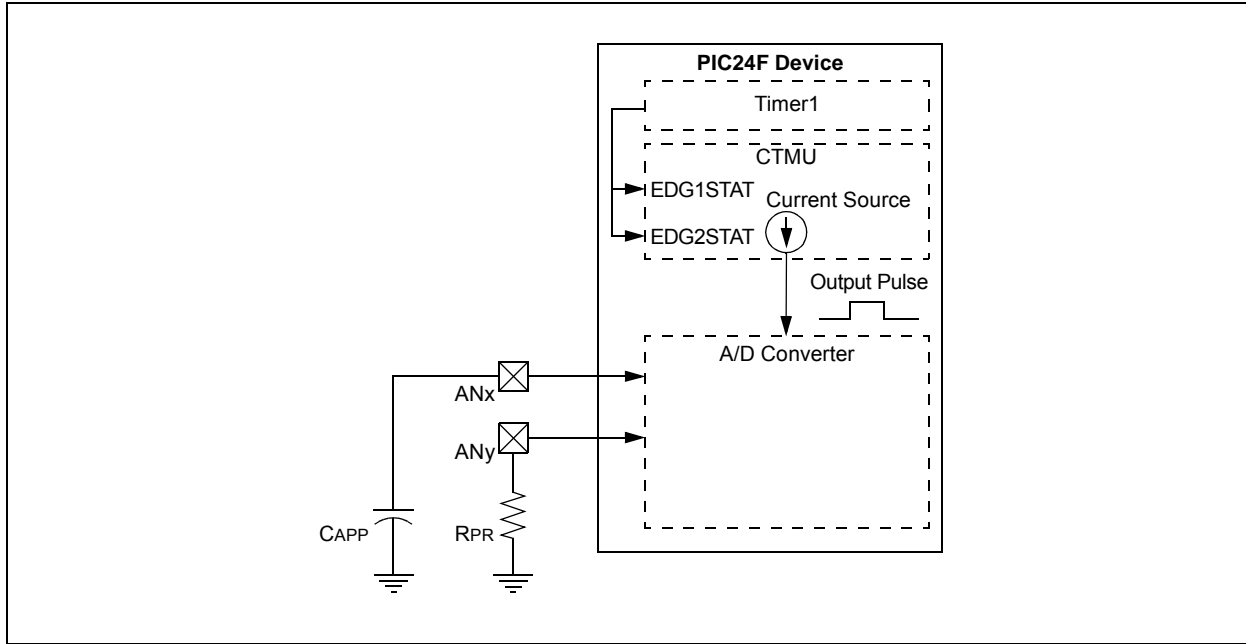 PIC24F Device
Timer1
CTMU
EDG1STAT
Current Source
EDG2STAT
Output Pulse
A/D Converter
ANx
ANy
CAPP
RPR